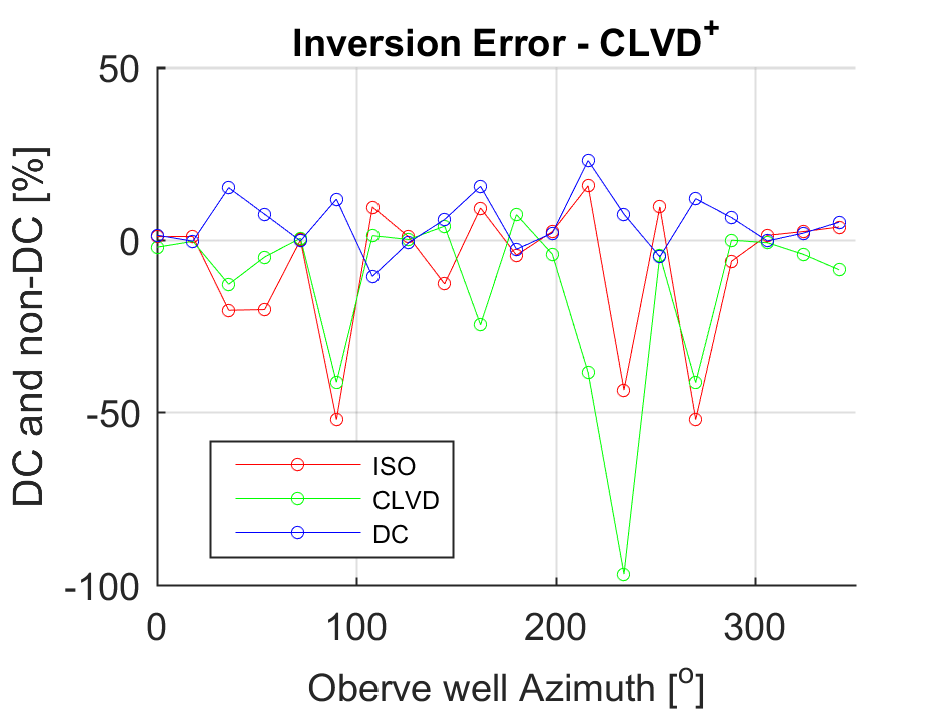 Inversion Error - CLVD⁺
50
0
-50
-100
DC and non-DC [%]
ISO
CLVD
DC
0 100 200 300
Oberve well Azimuth [º]